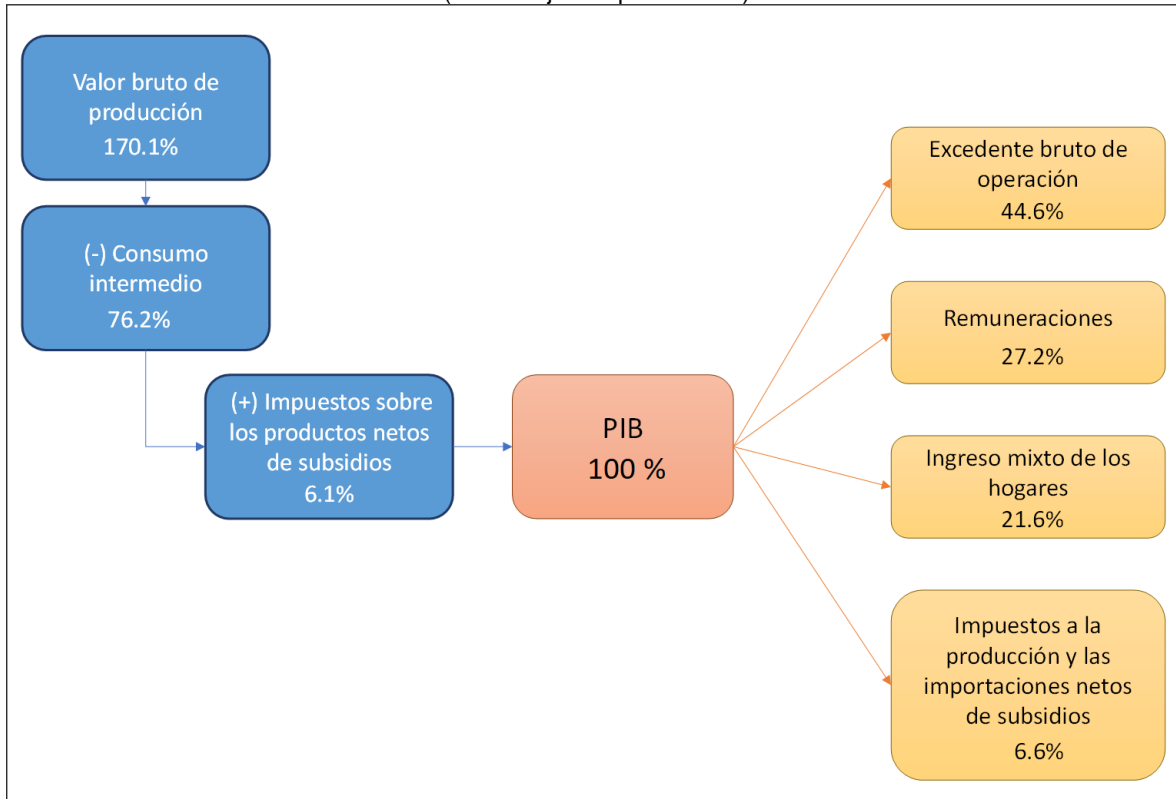 Valor bruto de
producción
170.1%
(-) Consumo
intermedio
76.2%
(+) Impuestos sobre
los productos netos
de subsidios
6.1%
PIB
100 %
Excedente bruto de
operación
44.6%
Remuneraciones
27.2%
Ingreso mixto de los
hogares
21.6%
Impuestos a la
producción y las
importaciones netos
de subsidios
6.6%